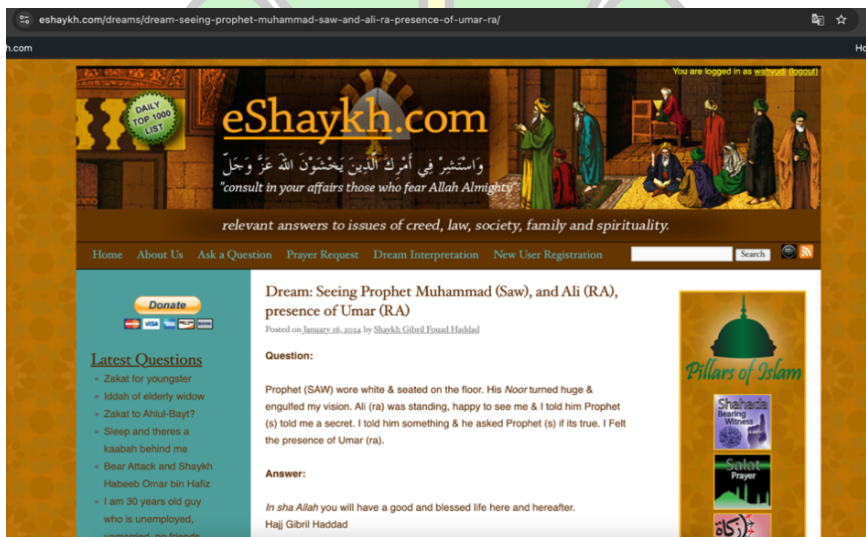 eshaykh.com/dreams/dream-seeing-prophet-muhammad-saw-and-ali-ra-presence-of-umar-ra/
h.com
Ho
You are logged in as wahyudi (logout)
DAILY
TOP 1000
LIST
eShaykh.com
وَاسْتَشِرْ فِي أَمْرِكَ الَّذِينَ يَخْشَوْنَ اللهَ عَزَّ وَجَلّ
"consult in your affairs those who fear Allah Almighty"
relevant answers to issues of creed, law, society, family and spirituality.
Home About Us Ask a Question Prayer Request Dream Interpretation New User Registration Search
Donate
VISA
Latest Questions
Zakat for youngster
Iddah of elderly widow
Zakat to Ahlul-Bayt?
Sleep and theres a
kaabah behind me
Bear Attack and Shaykh
Habeeb Omar bin Hafiz
I am 30 years old guy
who is unemployed,
unmarried, no friends
Dream: Seeing Prophet Muhammad (Saw), and Ali (RA),
presence of Umar (RA)
Posted on January 16, 2024 by Shaykh Gibril Fouad Haddad
Question:
Prophet (SAW) wore white & seated on the floor. His Noor turned huge &
engulfed my vision. Ali (ra) was standing, happy to see me & I told him Prophet
(s) told me a secret. I told him something & he asked Prophet (s) if its true. I Felt
the presence of Umar (ra).
Answer:
In sha Allah you will have a good and blessed life here and hereafter.
Hajj Gibril Haddad
Pillars of Islam
Shahada
Bearing
Witness
Salat
Prayer
زكاة